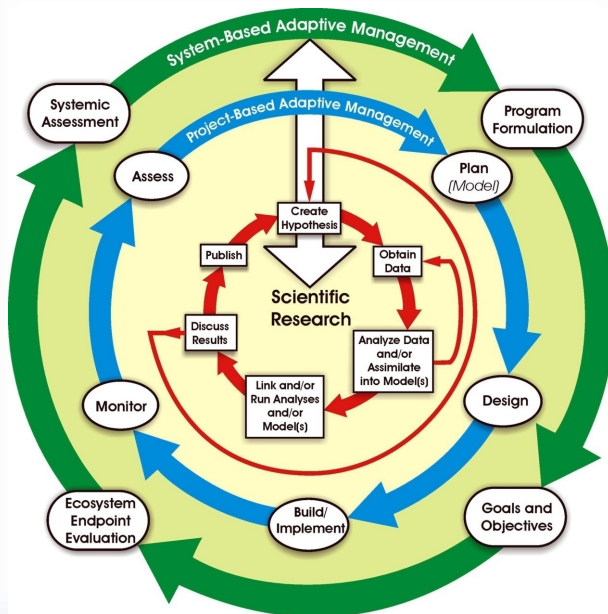 System-Based Adaptive Management
Systemic
Assessment
Program
Formulation
Project-Based Adaptive Management
Assess
Plan
(Model)
Create
Hypothesis
Publish
Obtain
Data
Scientific
Research
Discuss
Results
Analyze Data
and/or
Assimilate
into Model(s)
Link and/or
Run Analyses
and/or
Model(s)
Monitor
Design
Ecosystem
Endpoint
Evaluation
Build/
Implement
Goals and
Objectives